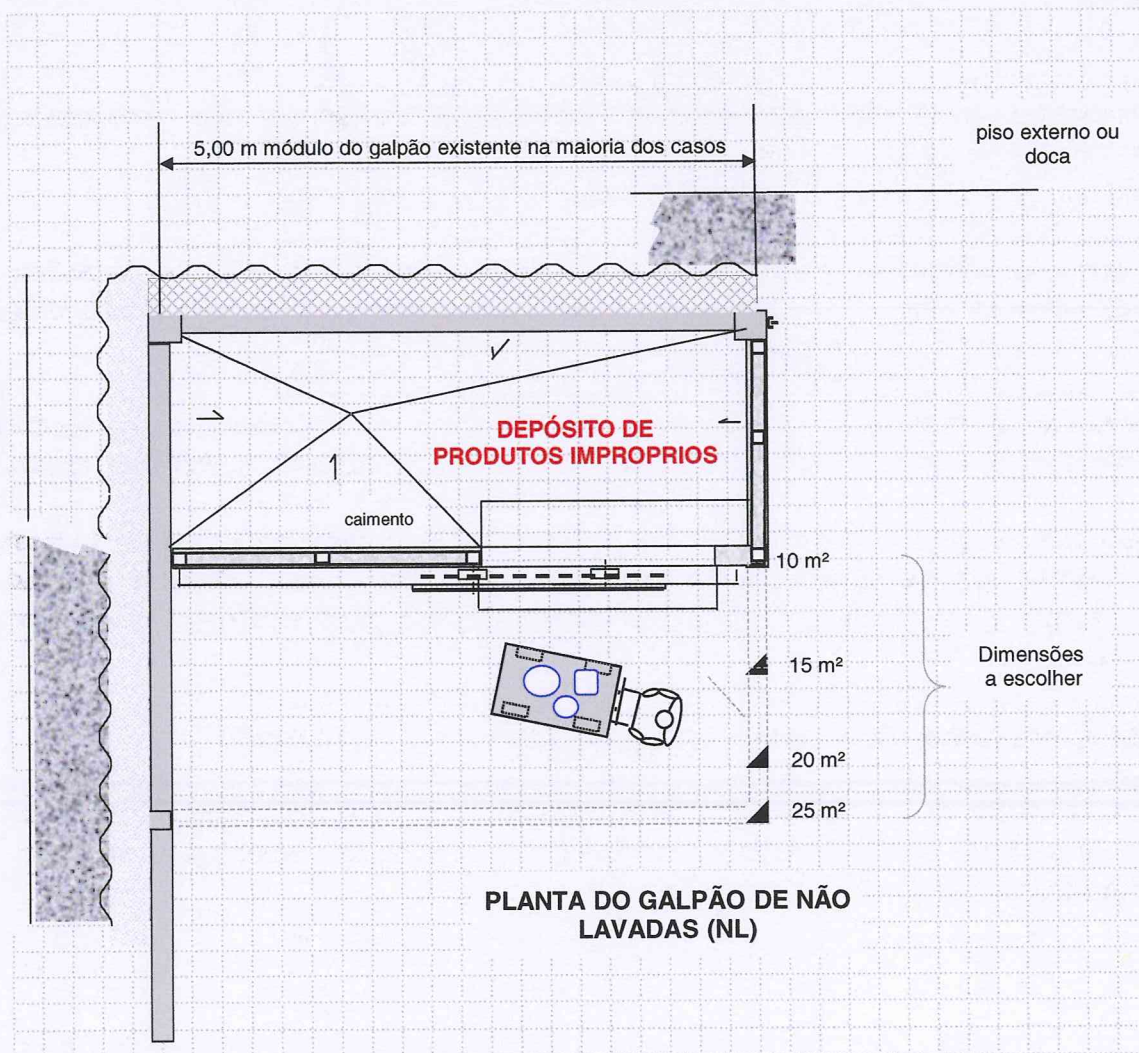 piso externo ou
doca
5,00 m módulo do galpão existente na maioria dos casos
DEPÓSITO DE
PRODUTOS IMPROPRIOS
caimento
10 m²
15 m²
Dimensões
a escolher
20 m²
25 m²
PLANTA DO GALPÃO DE NÃO
LAVADAS (NL)